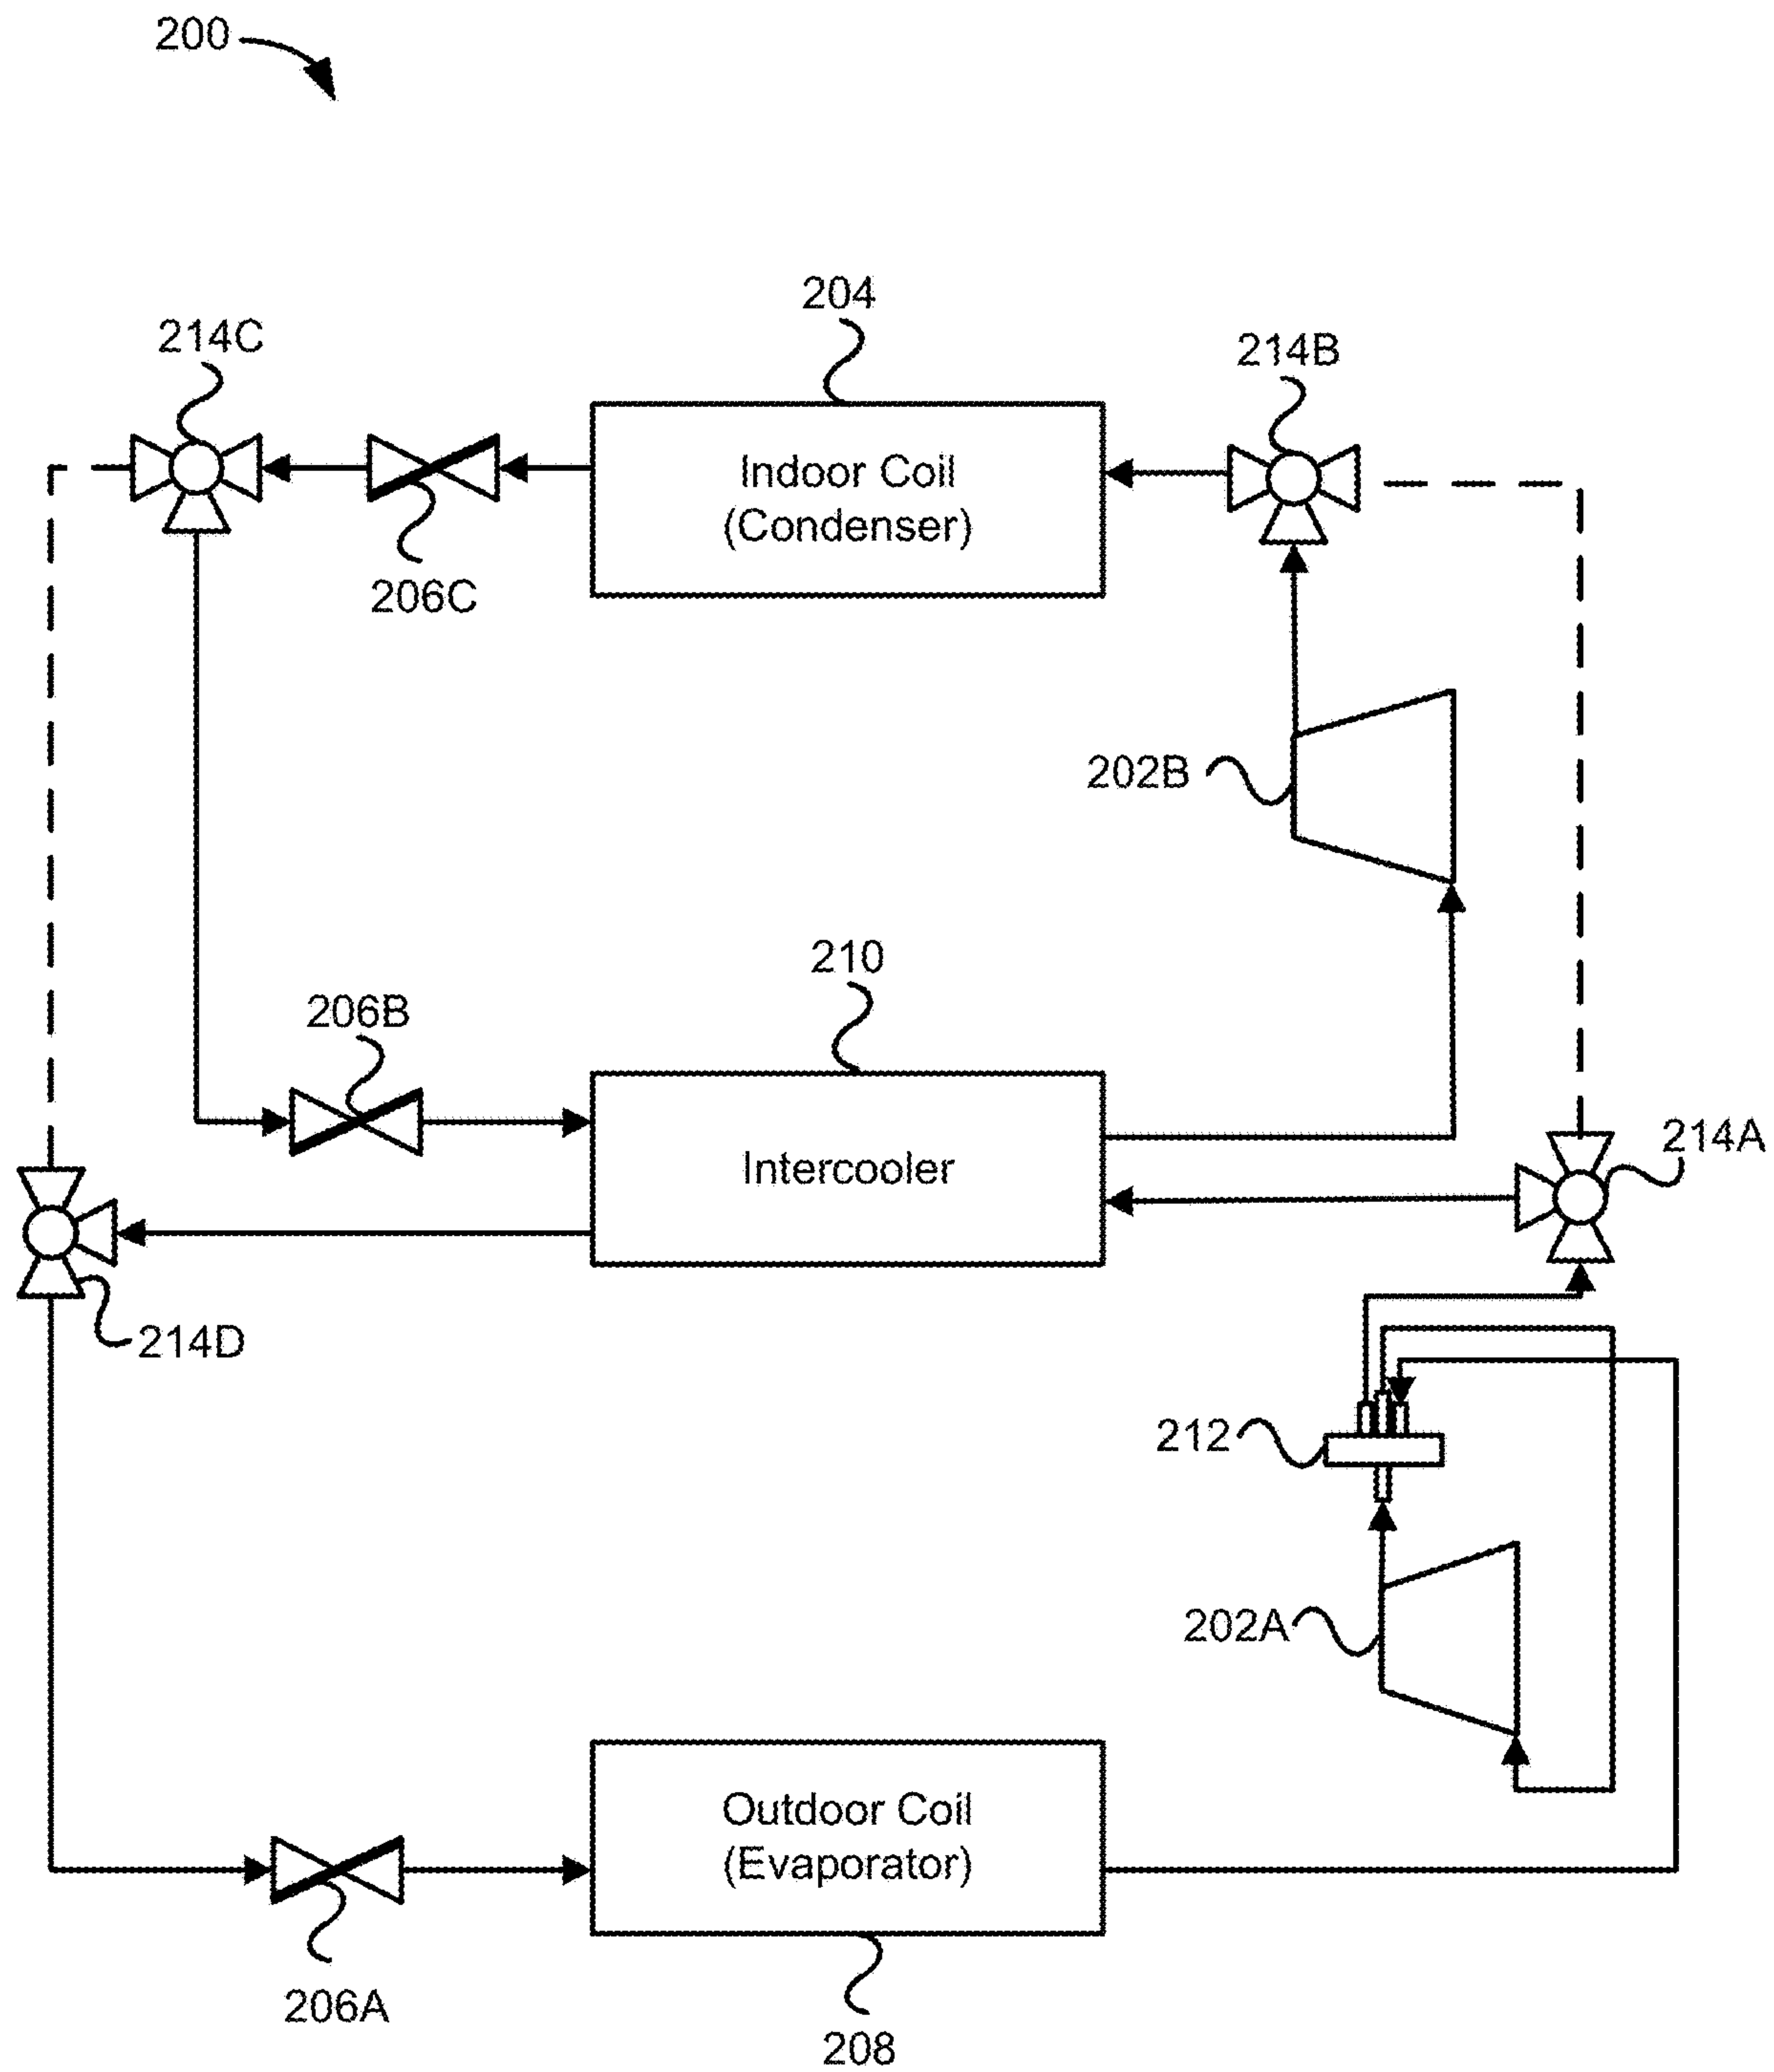 200
204
214C
214B
Indoor Coil
(Condenser)
206C
202B
210
206B
214A
Intercooler
214D
212
202A
Outdoor Coil
(Evaporator)
206A
208